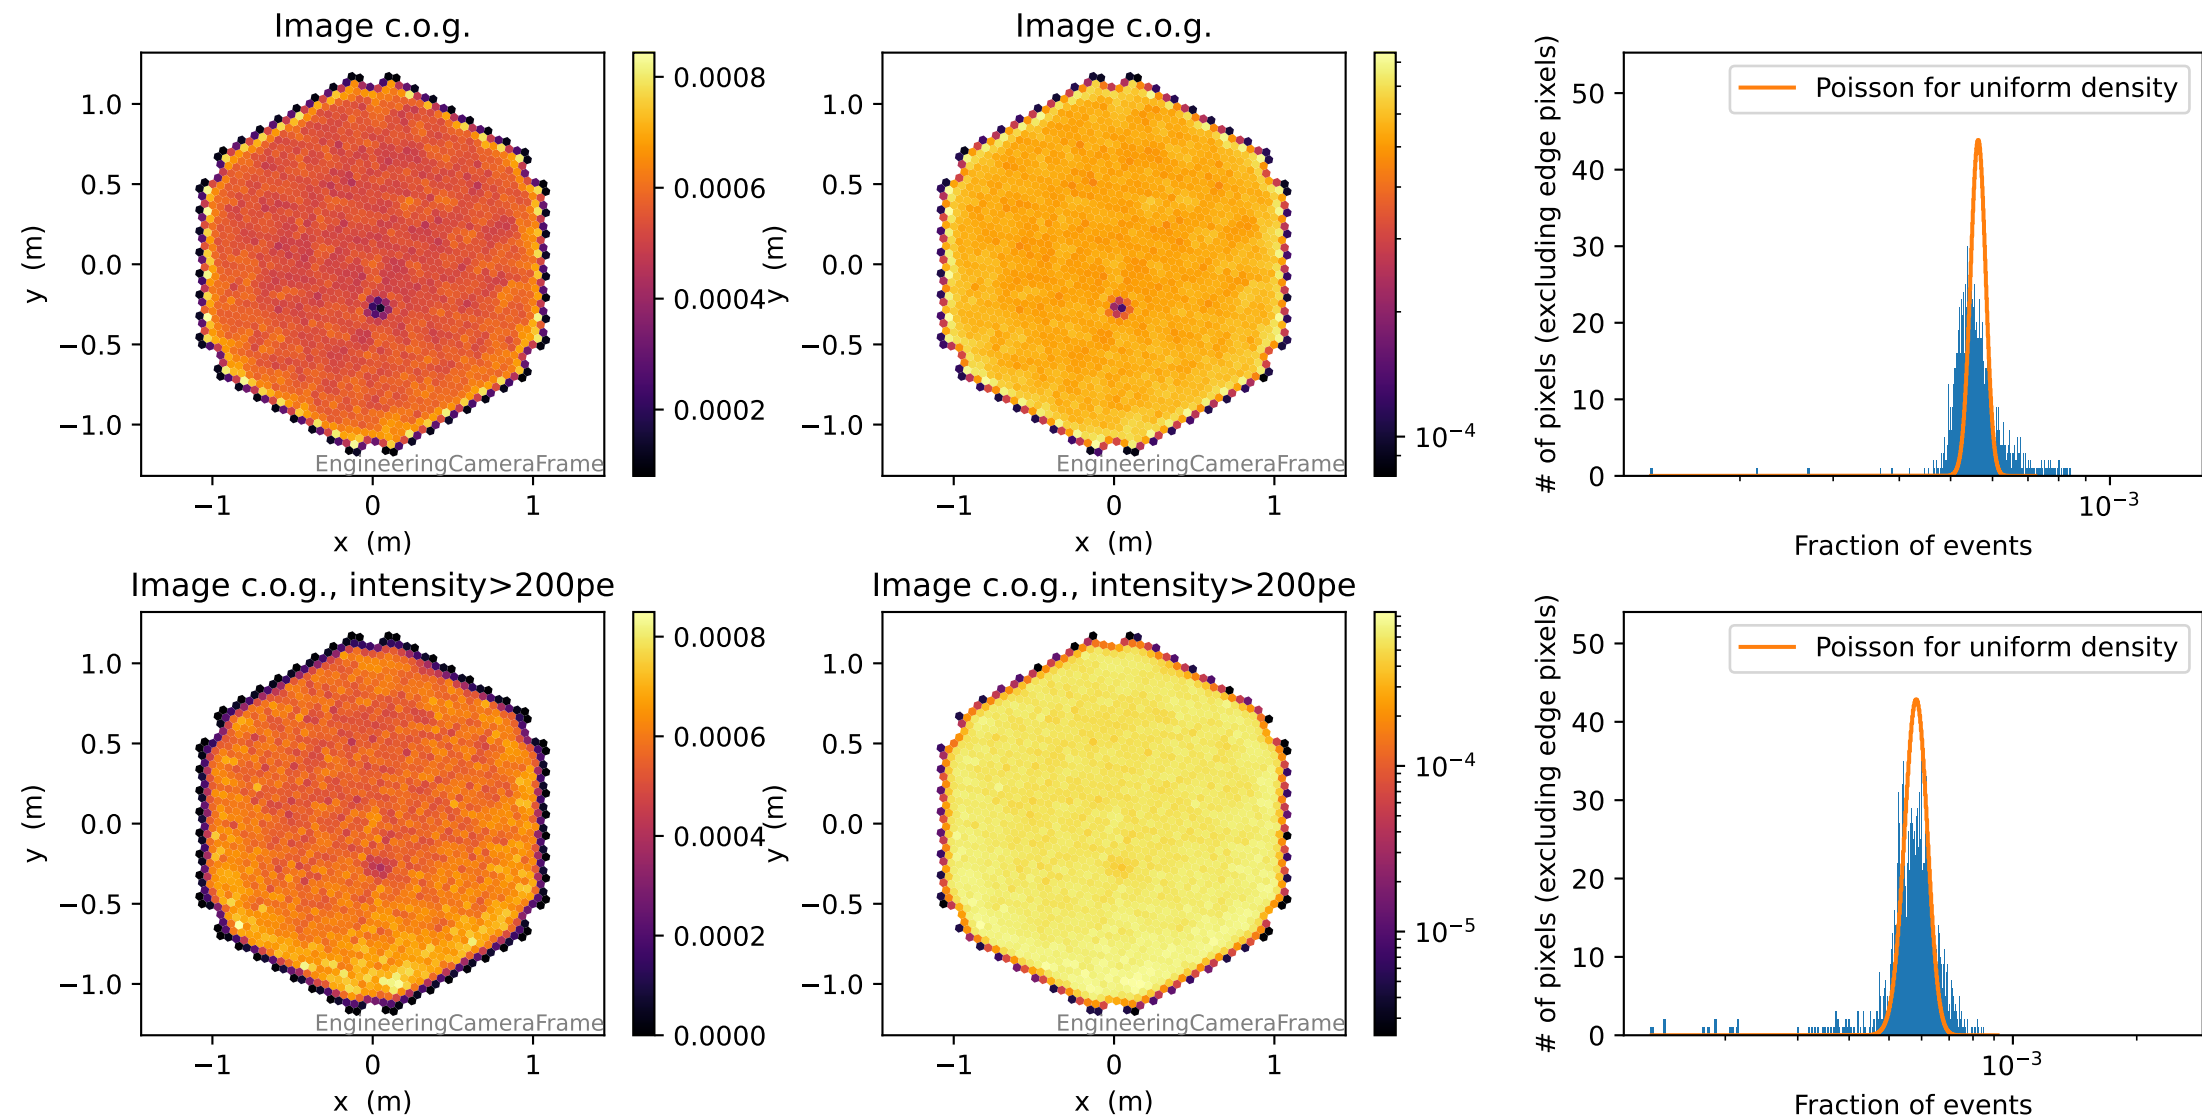 Image c.o.g.
1.0
0.5
0.0
−0.5
−1.0
y (m)
−1
0
1
x (m)
EngineeringCameraFrame
0.0008
0.0006
0.0004
0.0002
Image c.o.g.
1.0
0.5
0.0
−0.5
−1.0
y (m)
−1
0
1
x (m)
EngineeringCameraFrame
10⁻⁴
Poisson for uniform density
50
40
30
20
10
0
# of pixels (excluding edge pixels)
10⁻³
Fraction of events
Image c.o.g., intensity>200pe
1.0
0.5
0.0
−0.5
−1.0
y (m)
−1
0
1
x (m)
EngineeringCameraFrame
0.0008
0.0006
0.0004
0.0002
0.0000
Image c.o.g., intensity>200pe
1.0
0.5
0.0
−0.5
−1.0
y (m)
−1
0
1
x (m)
EngineeringCameraFrame
10⁻⁴
10⁻⁵
Poisson for uniform density
50
40
30
20
10
0
# of pixels (excluding edge pixels)
10⁻³
Fraction of events